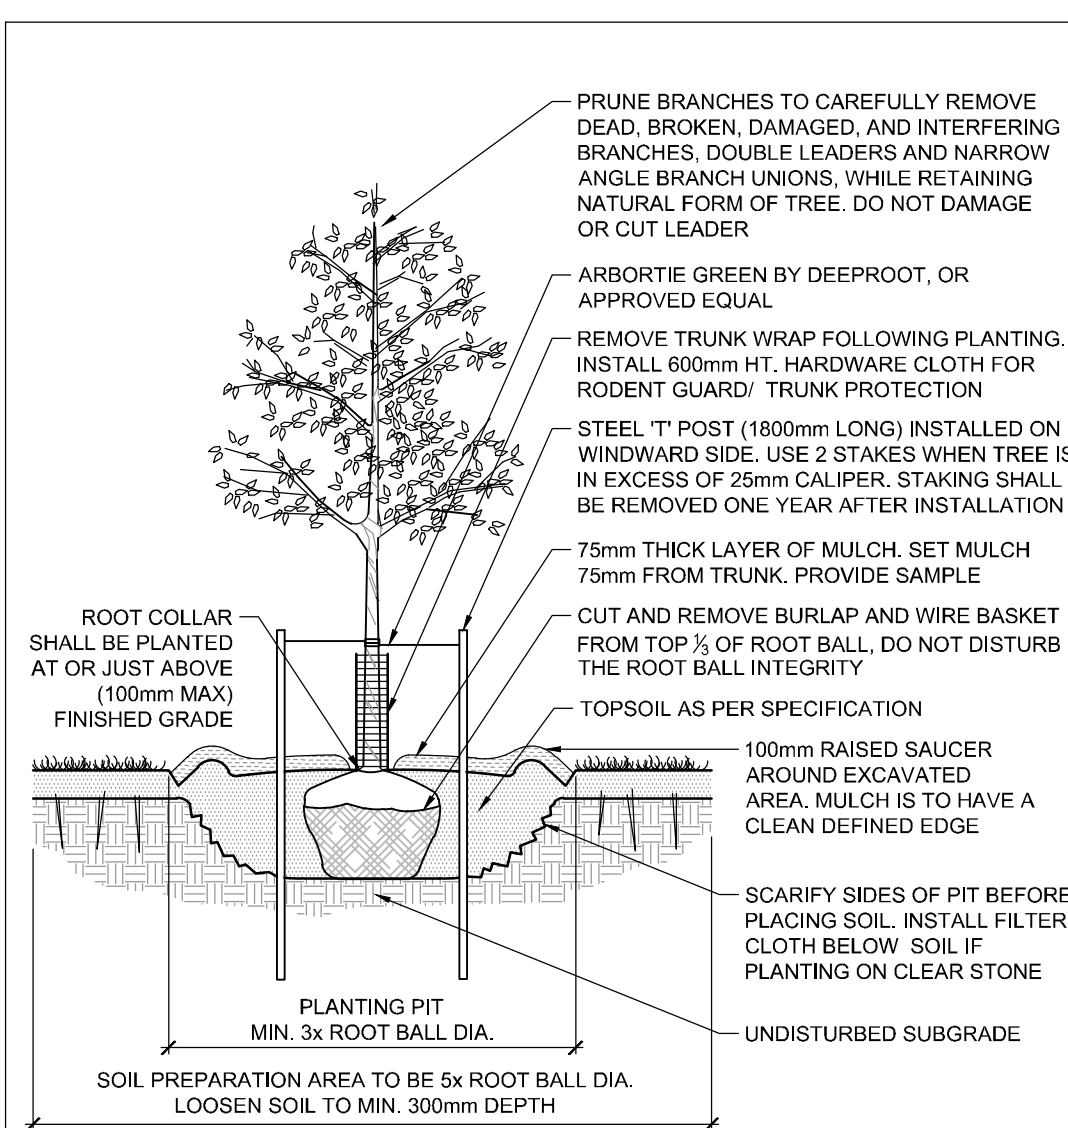 PRUNE BRANCHES TO CAREFULLY REMOVE
DEAD, BROKEN, DAMAGED, AND INTERFERING
BRANCHES, DOUBLE LEADERS AND NARROW
ANGLE BRANCH UNIONS, WHILE RETAINING
NATURAL FORM OF TREE. DO NOT DAMAGE
OR CUT LEADER
ARBORTIE GREEN BY DEEPROOT, OR
APPROVED EQUAL
REMOVE TRUNK WRAP FOLLOWING PLANTING.
INSTALL 600mm HT. HARDWARE CLOTH FOR
RODENT GUARD/ TRUNK PROTECTION
STEEL 'T' POST (1800mm LONG) INSTALLED ON
WINDWARD SIDE. USE 2 STAKES WHEN TREE IS
IN EXCESS OF 25mm CALIPER. STAKING SHALL
BE REMOVED ONE YEAR AFTER INSTALLATION
75mm THICK LAYER OF MULCH. SET MULCH
75mm FROM TRUNK. PROVIDE SAMPLE
CUT AND REMOVE BURLAP AND WIRE BASKET
FROM TOP ⅓ OF ROOT BALL, DO NOT DISTURB
THE ROOT BALL INTEGRITY
ROOT COLLAR
SHALL BE PLANTED
AT OR JUST ABOVE
(100mm MAX)
FINISHED GRADE
TOPSOIL AS PER SPECIFICATION
100mm RAISED SAUCER
AROUND EXCAVATED
AREA. MULCH IS TO HAVE A
CLEAN DEFINED EDGE
SCARIFY SIDES OF PIT BEFORE
PLACING SOIL. INSTALL FILTER
CLOTH BELOW SOIL IF
PLANTING ON CLEAR STONE
UNDISTURBED SUBGRADE
PLANTING PIT
MIN. 3x ROOT BALL DIA.
SOIL PREPARATION AREA TO BE 5x ROOT BALL DIA.
LOOSEN SOIL TO MIN. 300mm DEPTH